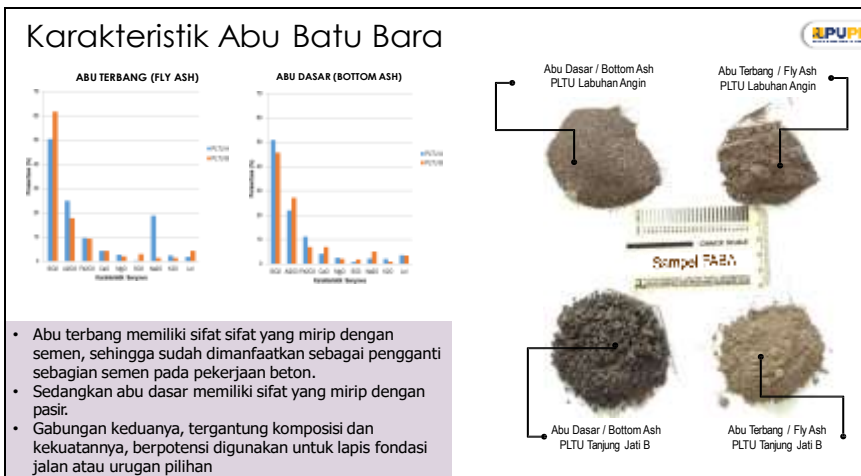 Karakteristik Abu Batu Bara
ABU TERBANG (FLY ASH)
ABU DASAR (BOTTOM ASH)
Abu Dasar / Bottom Ash
PLTU Labuhan Angin
Abu Terbang / Fly Ash
PLTU Labuhan Angin
Sampel FABA
• Abu terbang memiliki sifat sifat yang mirip dengan
semen, sehingga sudah dimanfaatkan sebagai pengganti
sebagian semen pada pekerjaan beton.
• Sedangkan abu dasar memiliki sifat yang mirip dengan
pasir.
• Gabungan keduanya, tergantung komposisi dan
kekuatannya, berpotensi digunakan untuk lapis fondasi
jalan atau urugan pilihan
Abu Dasar / Bottom Ash
PLTU Tanjung Jati B
Abu Terbang / Fly Ash
PLTU Tanjung Jati B